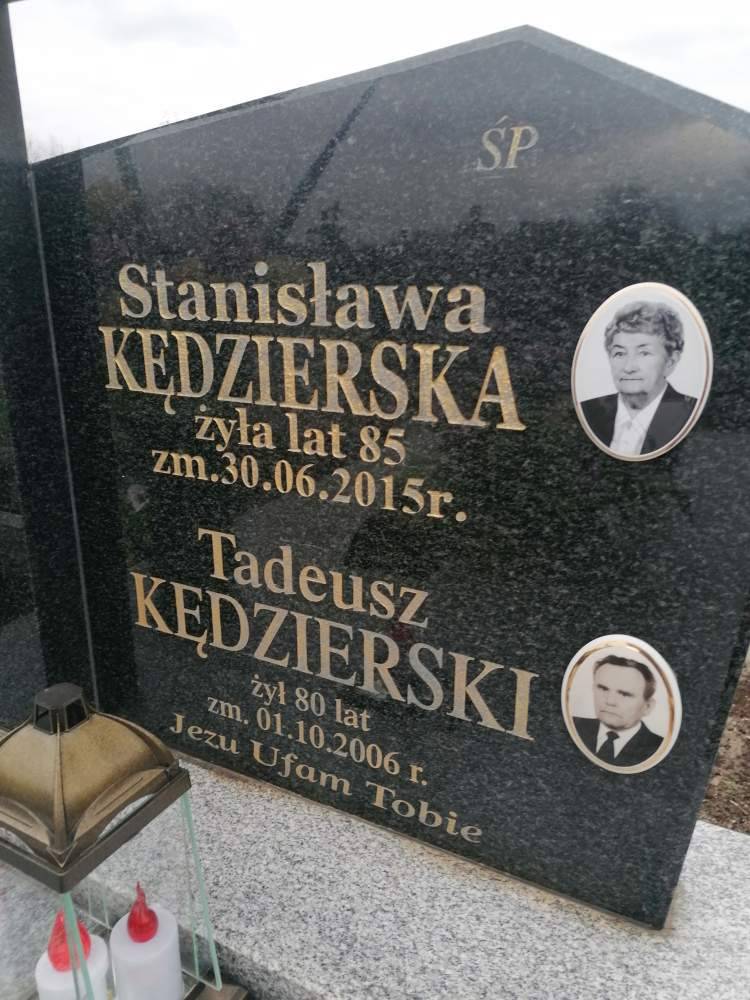 ŚP
Stanisława
KĘDZIERSKA
żyła lat 85
zm.30.06.2015r.
Tadeusz
KĘDZIERSKI
żył 80 lat
zm. 01.10.2006 r.
Jezu Ufam Tobie